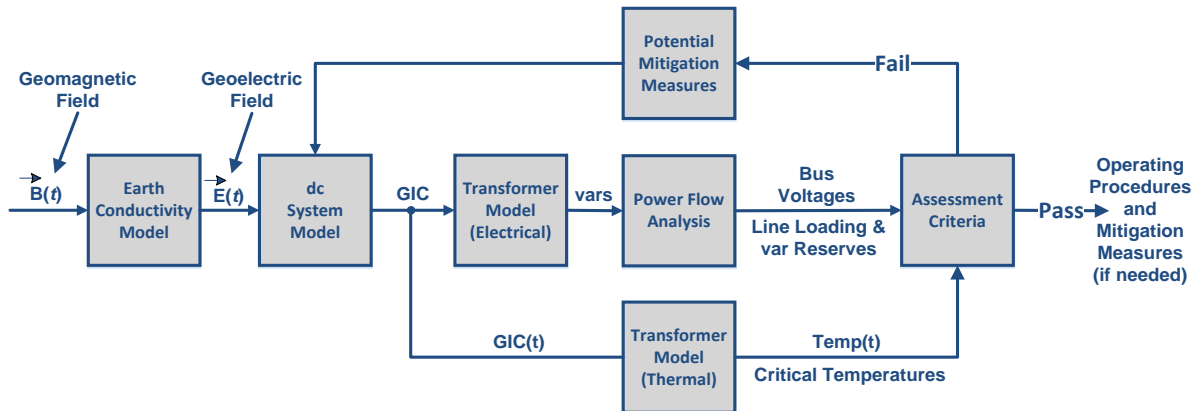 Potential
Mitigation
Measures
Fail
Geomagnetic
Field
Geoelectric
Field
B(t)
Earth
Conductivity
Model
E(t)
dc
System
Model
GIC
Transformer
Model
(Electrical)
vars
Power Flow
Analysis
Bus
Voltages
Line Loading &
var Reserves
Assessment
Criteria
Pass
Operating
Procedures
and
Mitigation
Measures
(if needed)
GIC(t)
Transformer
Model
(Thermal)
Temp(t)
Critical Temperatures